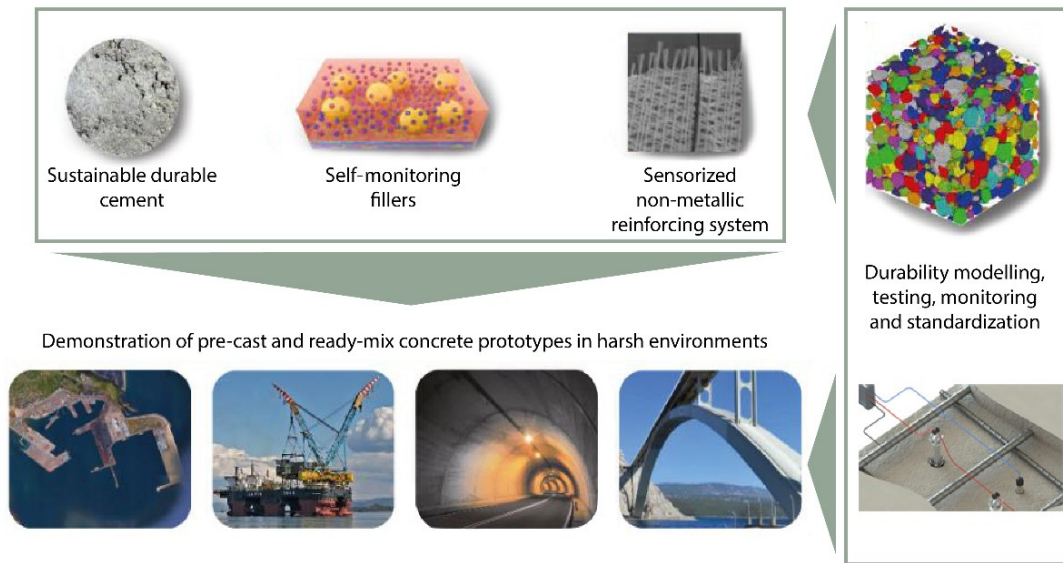 Sustainable durable
cement
Self-monitoring
fillers
Sensorized
non-metallic
reinforcing system
Durability modelling,
testing, monitoring
and standardization
Demonstration of pre-cast and ready-mix concrete prototypes in harsh environments